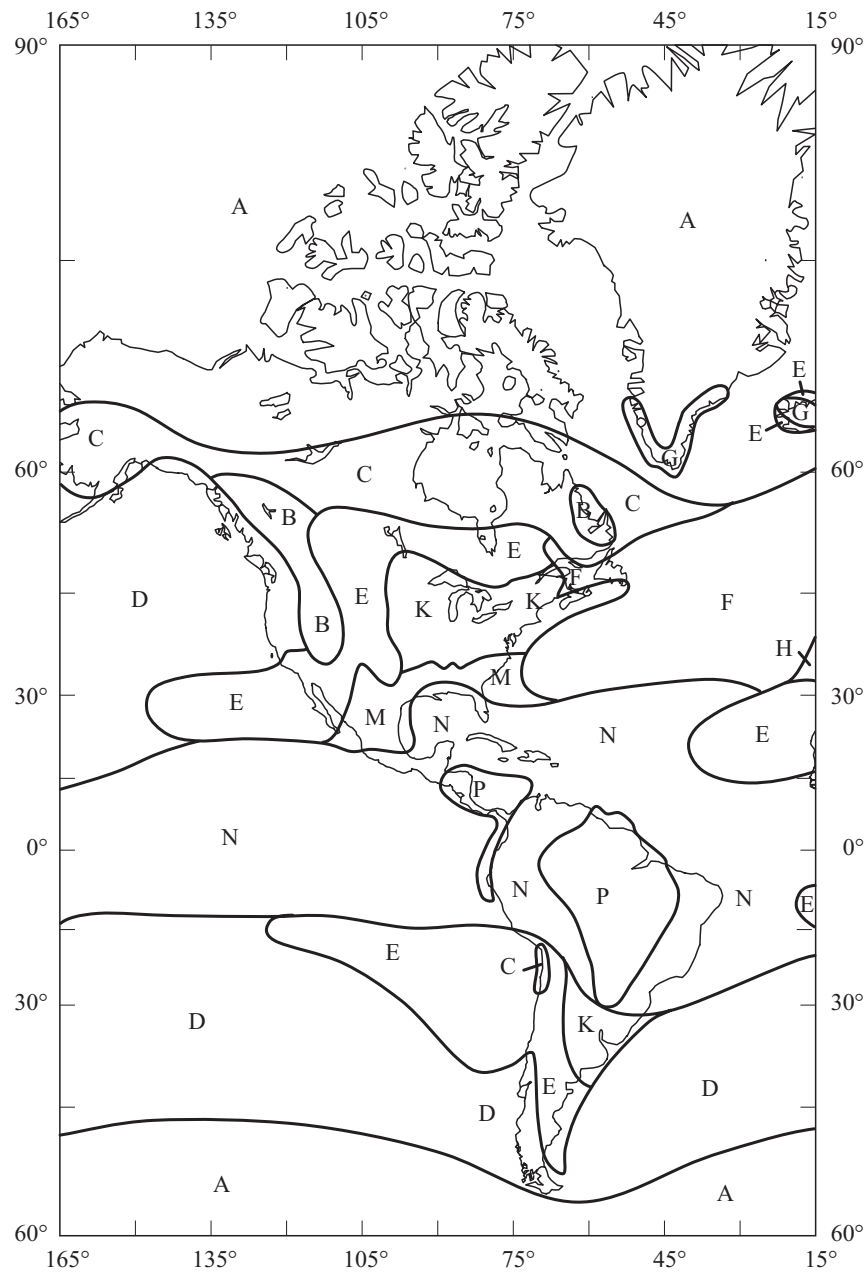 165° 135° 105° 75° 45° 15°
90° 90°
A A
E
G
C E
G
60° 60°
C C
B B
E
F
D E K K F
B
H
M
30° 30°
E M N N E
P
0° 0°
N
N P N E
E
C
30° 30°
D K
E D
D
A A
60° 60°
165° 135° 105° 75° 45° 15°